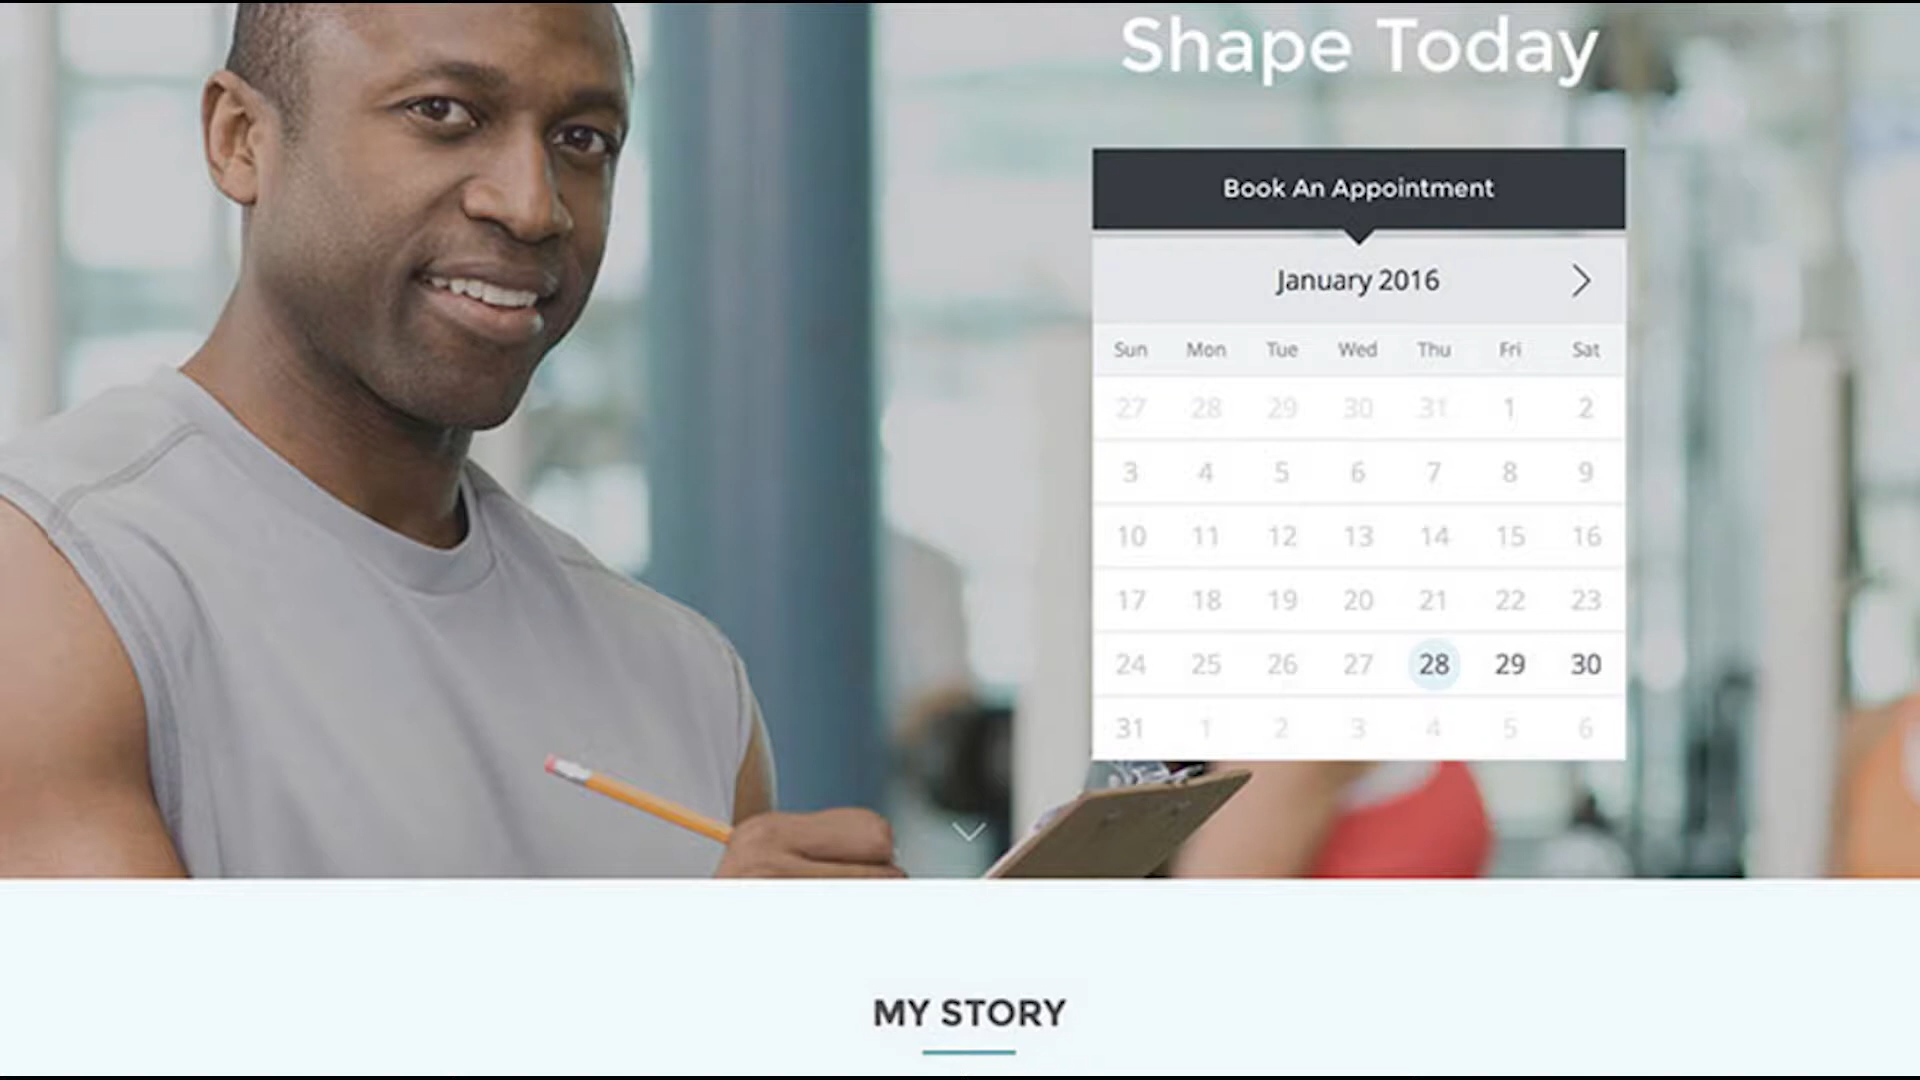 Shape Today
Book An Appointment
January 2016
Sun Mon Tue Wed Thu Fri Sat
27 28 29 30 31 1 2
3 4 5 6 7 8 9
10 11 12 13 14 15 16
17 18 19 20 21 22 23
24 25 26 27 28 29 30
31 1 2 3 4 5 6
MY STORY